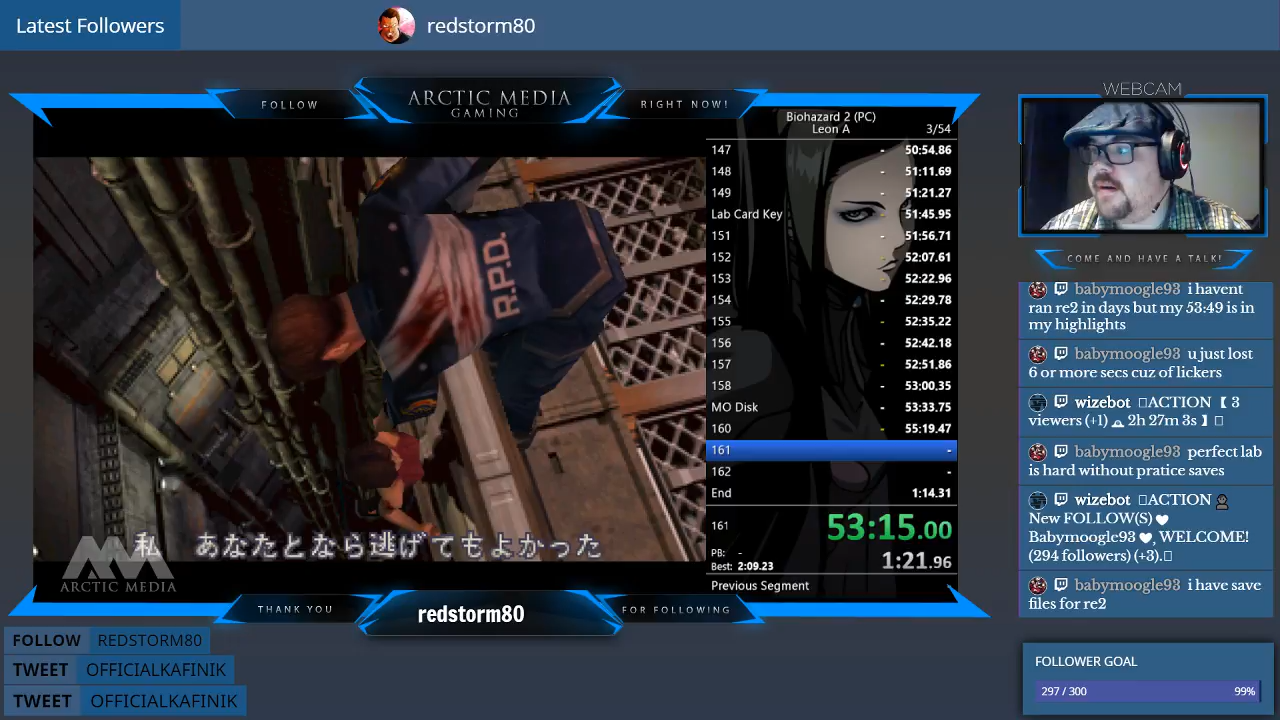 Latest Followers
redstorm80
FOLLOW
ARCTIC MEDIA
GAMING
RIGHT NOW!
R.P.D.
私 あなたとなら逃げてもよかった
ARCTIC MEDIA
Biohazard 2 (PC)
Leon A 3/54
147 - 50:54.86
148 - 51:11.69
149 - 51:21.27
Lab Card Key - 51:45.95
151 - 51:56.71
152 - 52:07.61
153 - 52:22.96
154 - 52:29.78
155 - 52:35.22
156 - 52:42.18
157 - 52:51.86
158 - 53:00.35
MO Disk - 53:33.75
160 - 55:19.47
161 -
162 -
End 1:14.31
161 53:15.00
PB: -
Best: 2:09.23 1:21.96
Previous Segment
THANK YOU
redstorm80
FOR FOLLOWING
FOLLOW REDSTORM80
TWEET OFFICIALKAFINIK
TWEET OFFICIALKAFINIK
WEBCAM
COME AND HAVE A TALK!
babymoogle93 i havent
ran re2 in days but my 53:49 is in
my highlights
babymoogle93 u just lost
6 or more secs cuz of lickers
wizebot ACTION 【 3
viewers (+1) 2h 27m 3s 】
babymoogle93 perfect lab
is hard without pratice saves
wizebot ACTION
New FOLLOW(S) ♥
Babymoogle93 ♥, WELCOME!
(294 followers) (+3).
babymoogle93 i have save
files for re2
FOLLOWER GOAL
297 / 300 99%